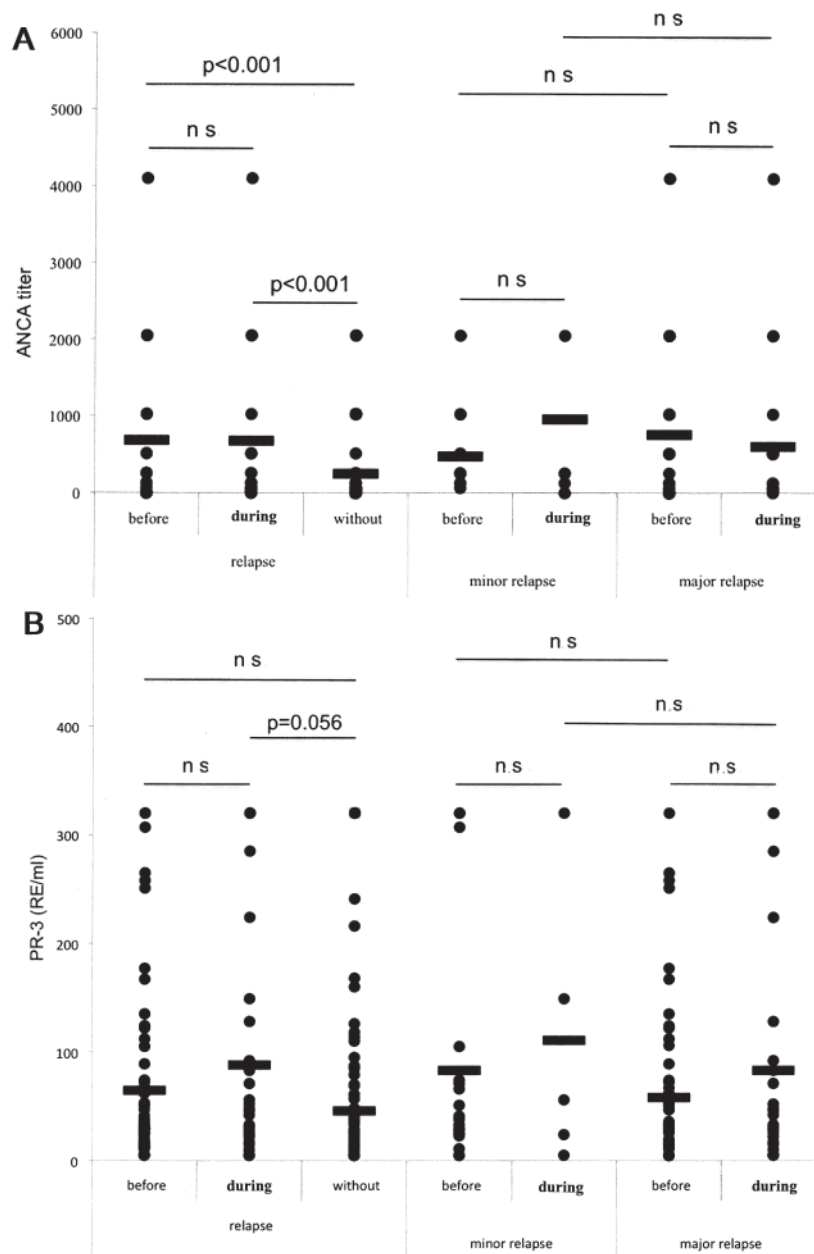 A
n s
6000
p<0.001
n s
5000
n s
n s
4000
ANCA titer
3000
p<0.001
n s
2000
1000
0
before during without before during before during
relapse
minor relapse major relapse
B
500
n.s
n s
n.s
400
p=0.056
n s
n.s
n.s
300
PR-3 (RE/ml)
200
100
0
before during without before during before during
relapse
minor relapse major relapse